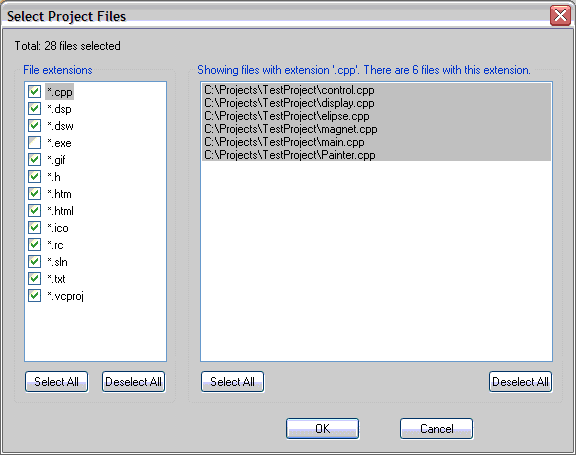 Select Project Files
Total: 28 files selected
File extensions
*.cpp
*.dsp
*.dsw
*.exe
*.gif
*.h
*.htm
*.html
*.ico
*.rc
*.sln
*.txt
*.vcproj
Select All
Deselect All
Showing files with extension '.cpp'. There are 6 files with this extension.
C:\Projects\TestProject\control.cpp
C:\Projects\TestProject\display.cpp
C:\Projects\TestProject\elipse.cpp
C:\Projects\TestProject\magnet.cpp
C:\Projects\TestProject\main.cpp
C:\Projects\TestProject\Painter.cpp
Select All
Deselect All
OK
Cancel